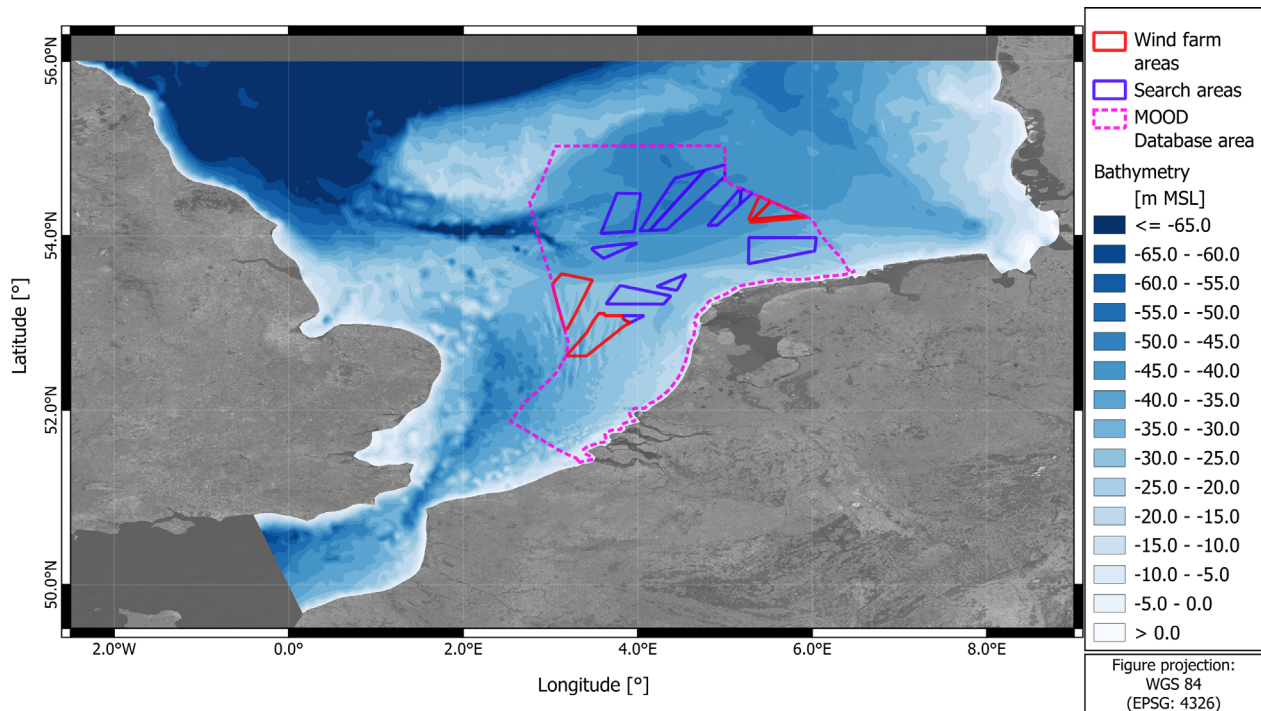 56.0°N
54.0°N
52.0°N
50.0°N
Latitude [°]
2.0°W
0.0°
2.0°E
4.0°E
6.0°E
8.0°E
Longitude [°]
Wind farm
areas
Search areas
MOOD
Database area
Bathymetry
[m MSL]
<= -65.0
-65.0 - -60.0
-60.0 - -55.0
-55.0 - -50.0
-50.0 - -45.0
-45.0 - -40.0
-40.0 - -35.0
-35.0 - -30.0
-30.0 - -25.0
-25.0 - -20.0
-20.0 - -15.0
-15.0 - -10.0
-10.0 - -5.0
-5.0 - 0.0
> 0.0
Figure projection:
WGS 84
(EPSG: 4326)